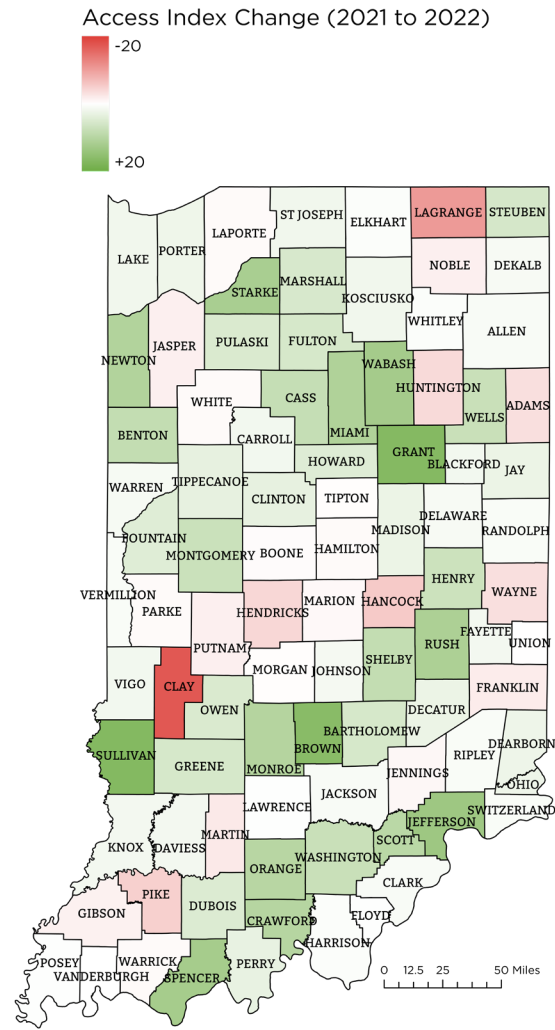 Access Index Change (2021 to 2022)
-20
+20
ST JOSEPH
ELKHART
LAGRANGE
STEUBEN
LAPORTE
PORTER
LAKE
NOBLE
DEKALB
MARSHALL
STARKE
KOSCIUSKO
WHITLEY
ALLEN
PULASKI
FULTON
JASPER
NEWTON
WABASH
HUNTINGTON
WHITE
CASS
ADAMS
WELLS
MIAMI
BENTON
CARROLL
GRANT
HOWARD
BLACKFORD
JAY
TIPPECANOE
WARREN
CLINTON
TIPTON
DELAWARE
MADISON
RANDOLPH
FOUNTAIN
MONTGOMERY
BOONE
HAMILTON
HENRY
WAYNE
VERMILLION
PARKE
HENDRICKS
MARION
HANCOCK
FAYETTE
UNION
PUTNAM
RUSH
SHELBY
MORGAN
JOHNSON
VIGO
CLAY
FRANKLIN
OWEN
DECATUR
BARTHOLOMEW
DEARBORN
BROWN
SULLIVAN
RIPLEY
GREENE
MONROE
JENNINGS
OHIO
JACKSON
LAWRENCE
SWITZERLAND
JEFFERSON
MARTIN
SCOTT
KNOX
DAVIESS
WASHINGTON
ORANGE
CLARK
PIKE
DUBOIS
GIBSON
FLOYD
CRAWFORD
HARRISON
POSEY
WARRICK
PERRY
VANDERBURGH
SPENCER
0 12.5 25 50 Miles